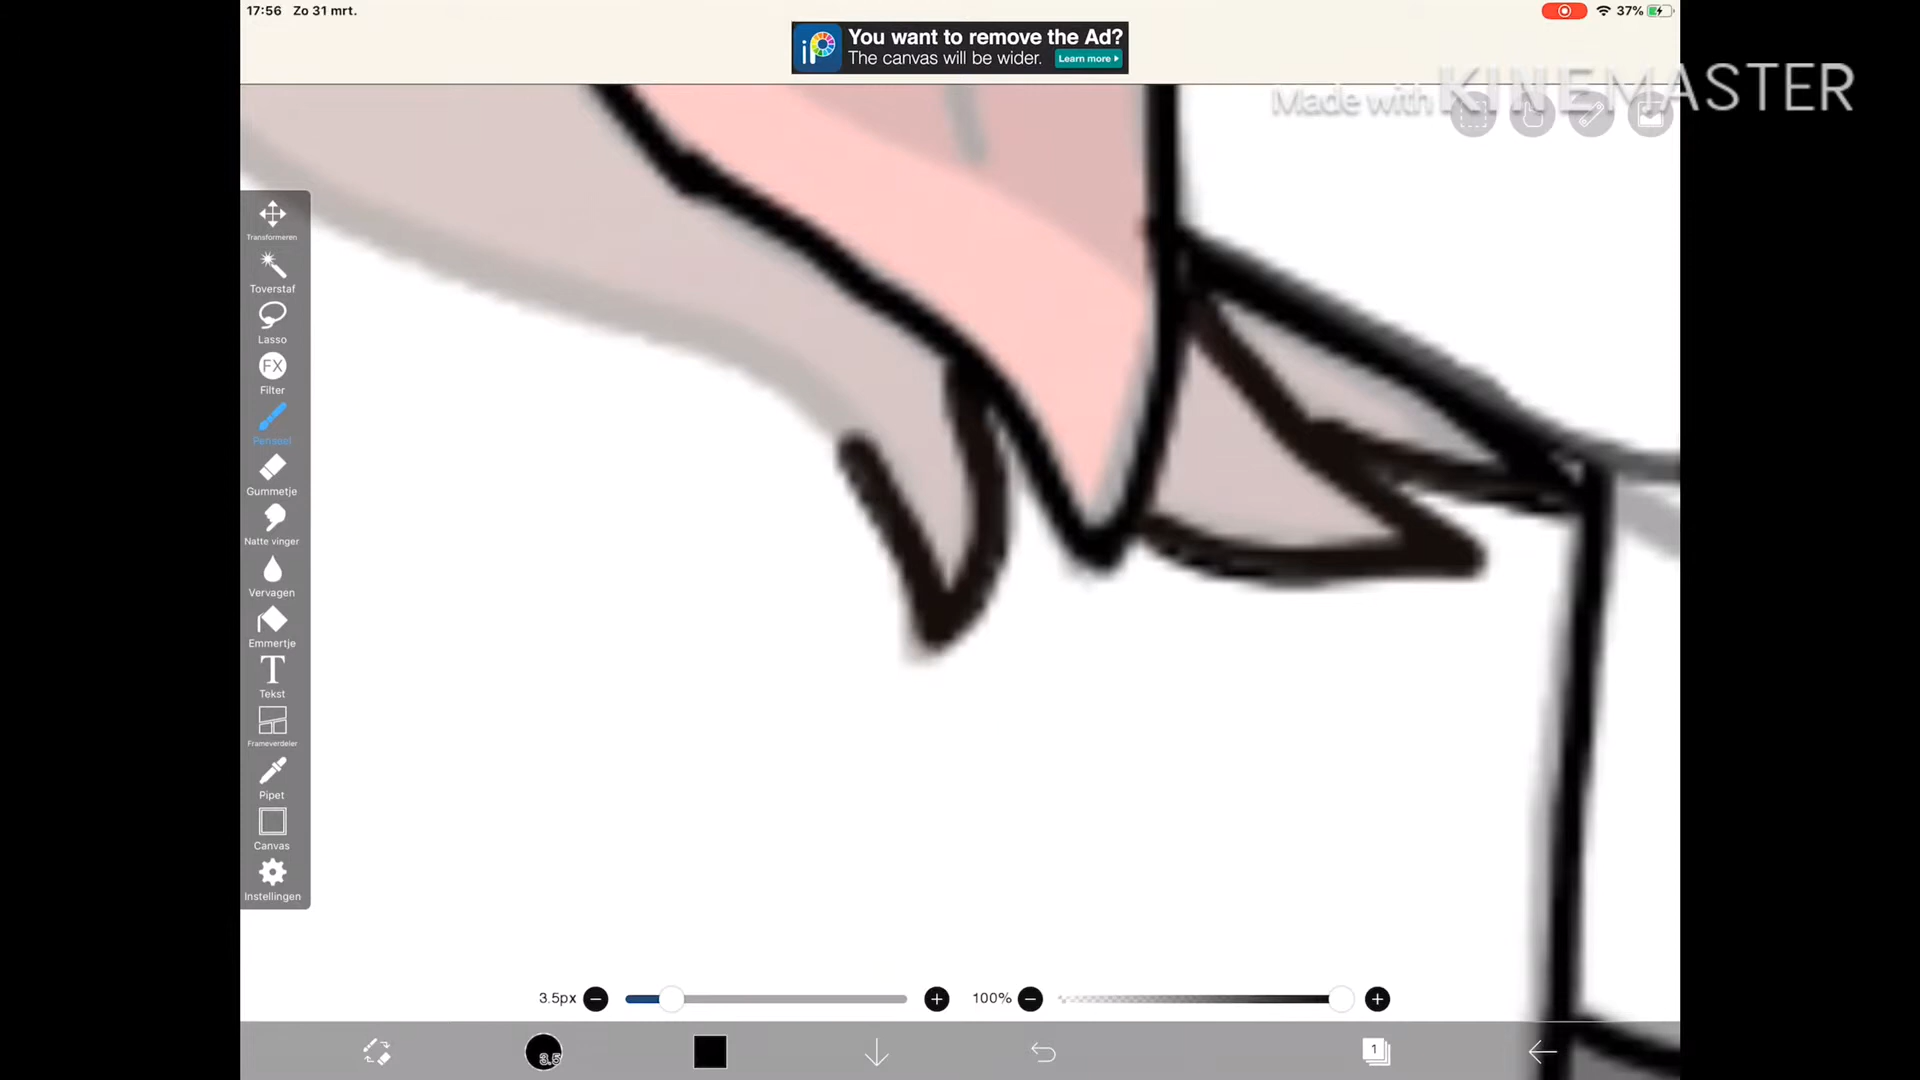 17:56 Zo 31 mrt.
37%
iP
You want to remove the Ad?
The canvas will be wider.
Learn more
Made with KINEMASTER
Transformeren
Toverstaf
Lasso
FX
Filter
Penseel
Gummetje
Natte vinger
Vervagen
Emmertje
T
Tekst
Frameverdeler
Pipet
Canvas
Instellingen
3.5px
100%
3.5
1